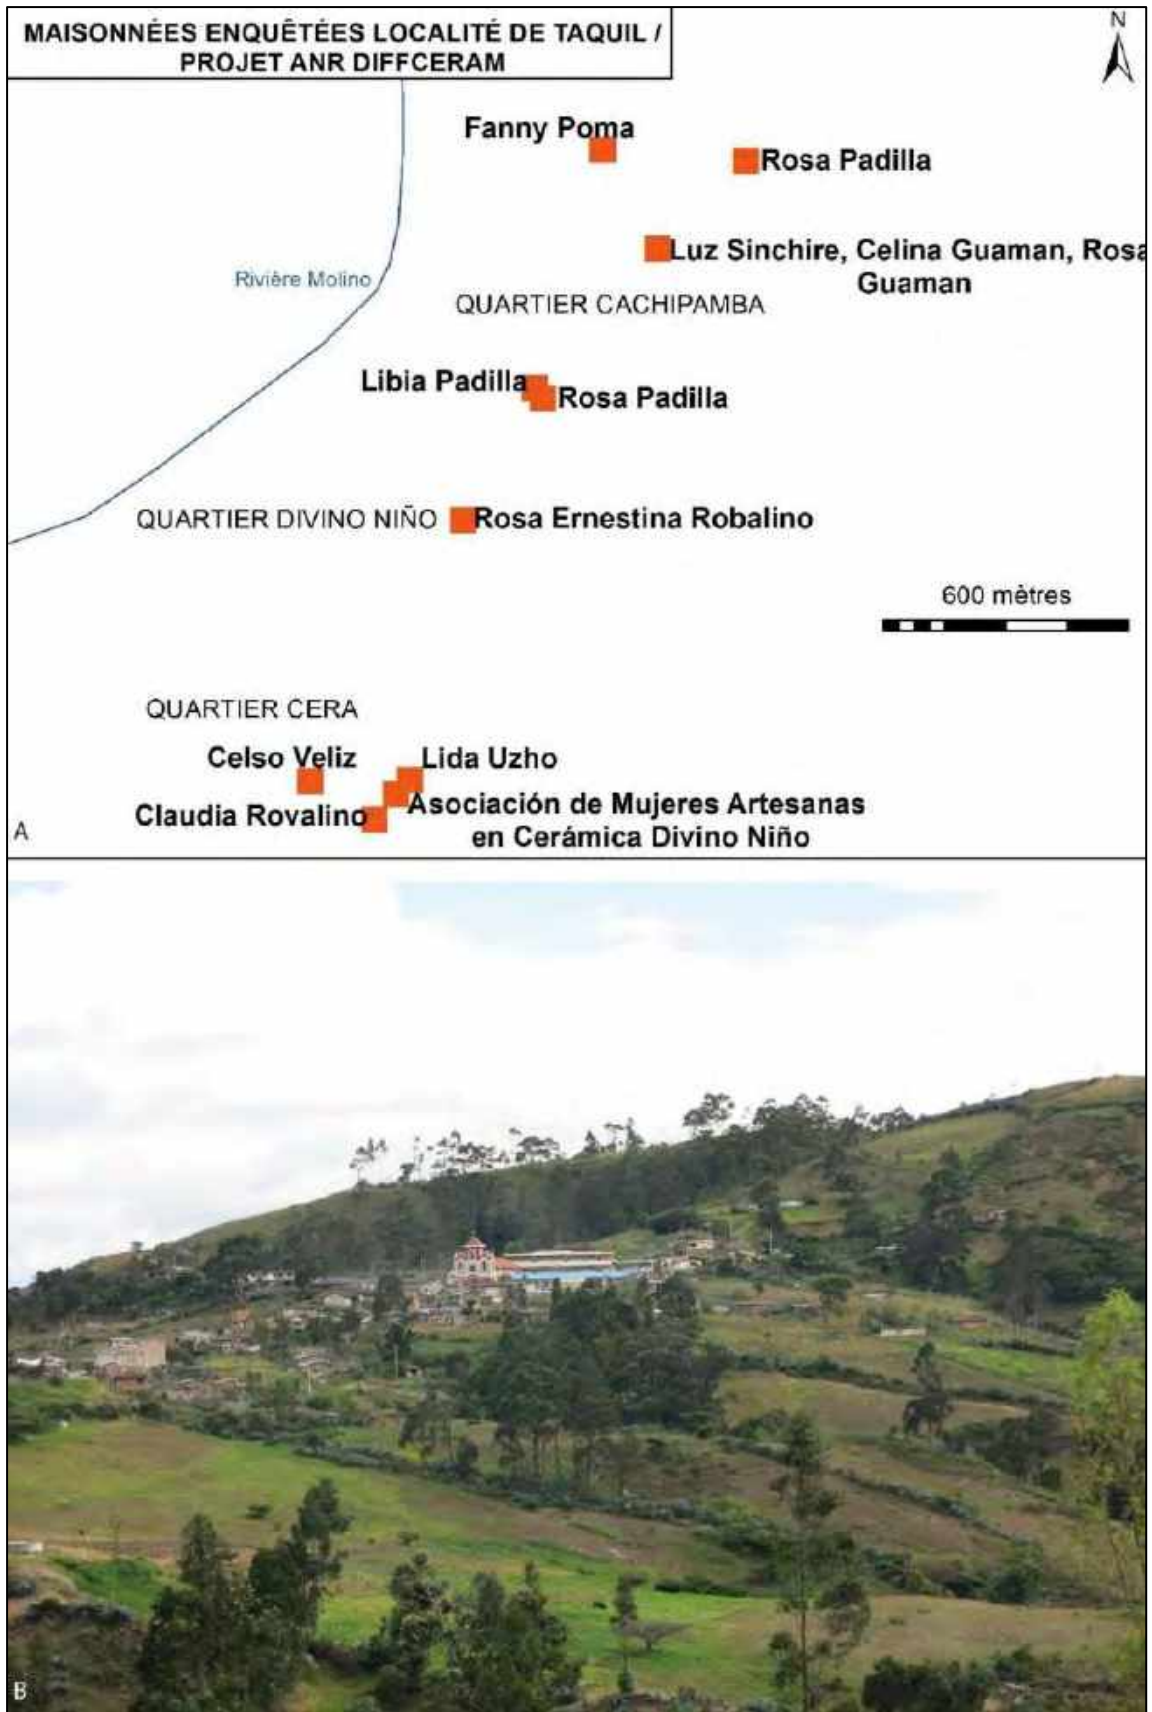 MAISONNÉES ENQUÊTÉES LOCALITÉ DE TAQUIL /
PROJET ANR DIFFCERAM
N
Fanny Poma
Rosa Padilla
Luz Sinchire, Celina Guaman, Rosa
Guaman
Rivière Molino
QUARTIER CACHIPAMBA
Libia Padilla
Rosa Padilla
QUARTIER DIVINO NIÑO
Rosa Ernestina Robalino
600 mètres
QUARTIER CERA
Celso Veliz
Lida Uzho
Claudia Rovalino
Asociación de Mujeres Artesanas
en Cerámica Divino Niño
A
B